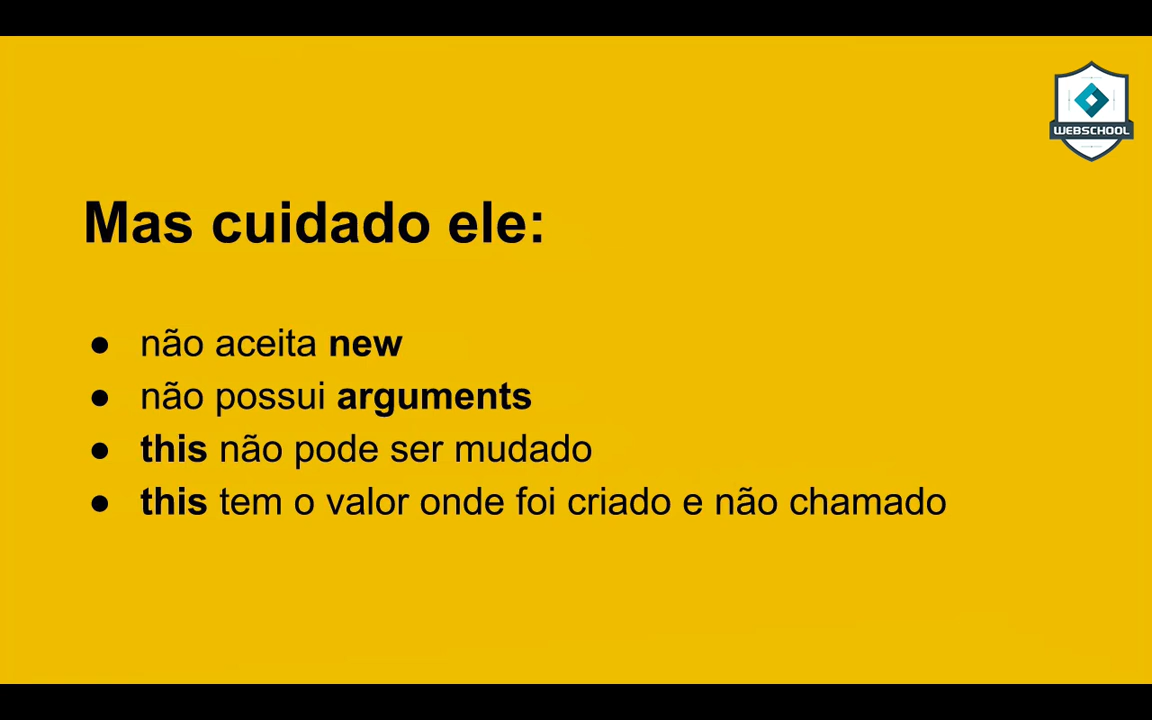 WEBSCHOOL
Mas cuidado ele:
● não aceita new
● não possui arguments
● this não pode ser mudado
● this tem o valor onde foi criado e não chamado